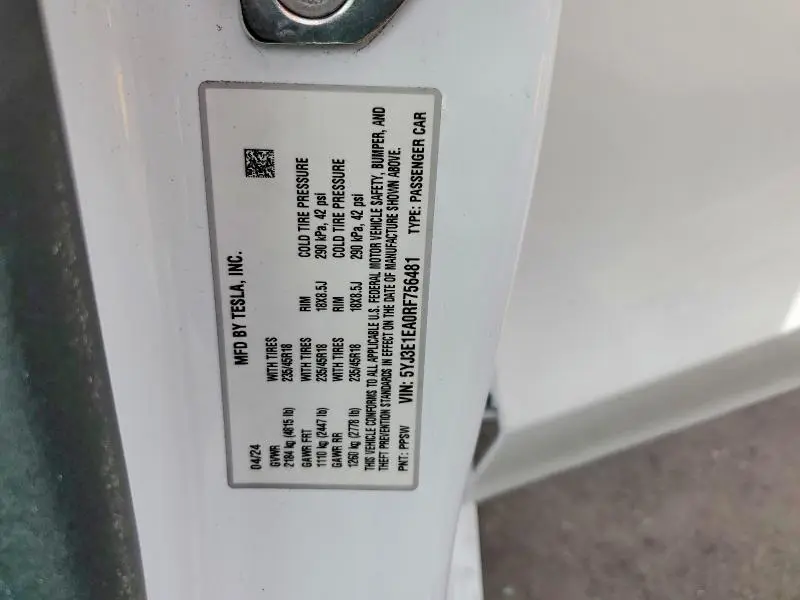 MFD BY TESLA, INC.
04/24
GVWR WITH TIRES
2184 kg (4815 lb) 235/45R18
GAWR FRT WITH TIRES RIM COLD TIRE PRESSURE
1110 kg (2447 lb) 235/45R18 18X8.5J 290 kPa, 42 psi
GAWR RR WITH TIRES RIM COLD TIRE PRESSURE
1260 kg (2778 lb) 235/45R18 18X8.5J 290 kPa, 42 psi
THIS VEHICLE CONFORMS TO ALL APPLICABLE U.S. FEDERAL MOTOR VEHICLE SAFETY, BUMPER, AND
THEFT PREVENTION STANDARDS IN EFFECT ON THE DATE OF MANUFACTURE SHOWN ABOVE.
PNT: PPSW VIN: 5YJ3E1EA0RF756481 TYPE: PASSENGER CAR